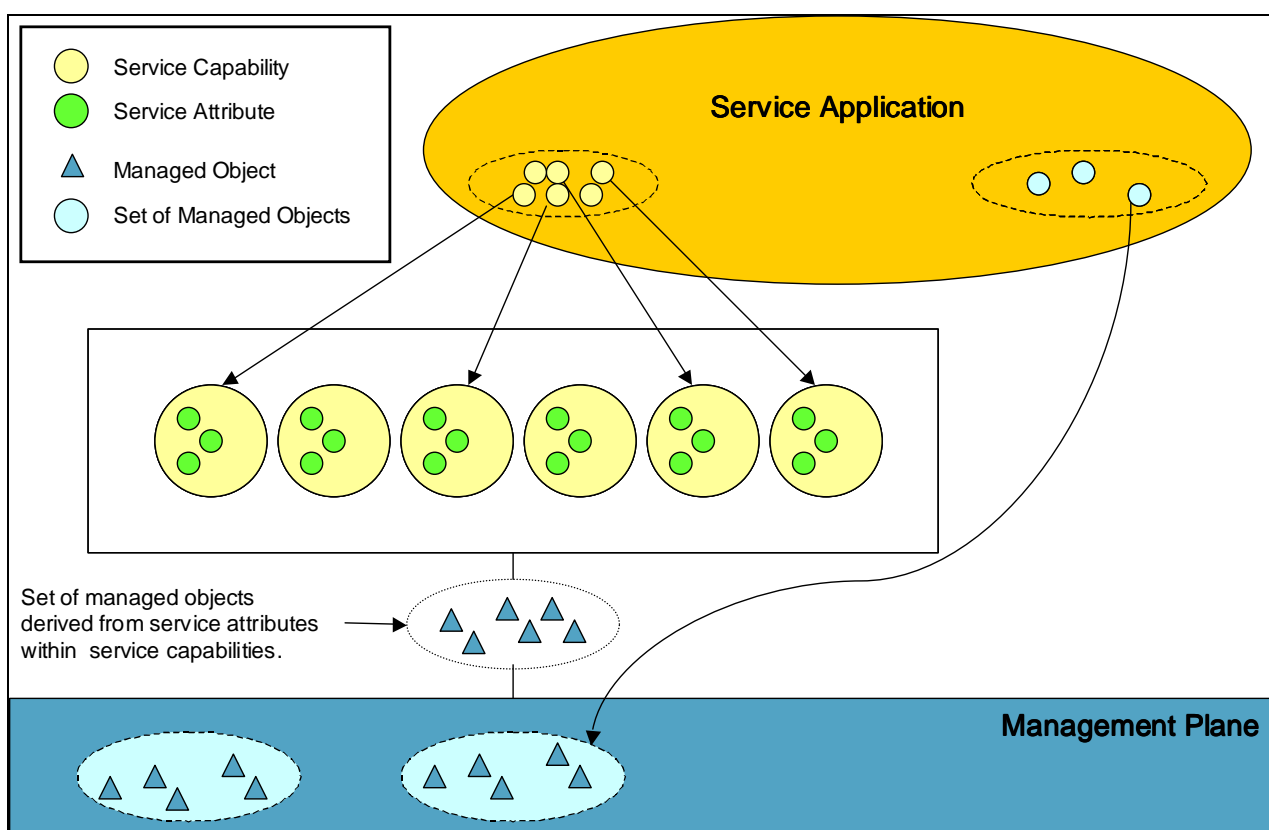 Service Capability
Service Attribute
Managed Object
Set of Managed Objects
Service Application
Set of managed objects
derived from service attributes
within service capabilities.
Management Plane